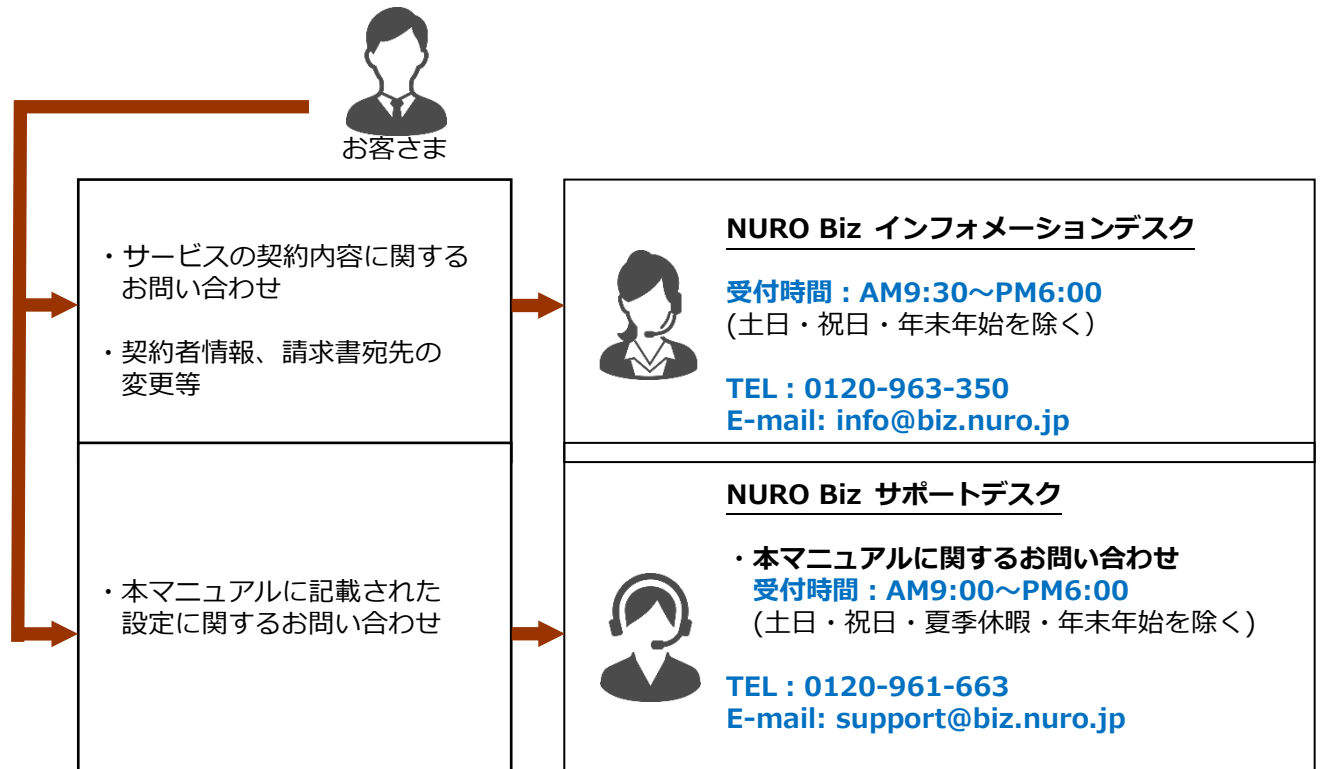 お客さま
・サービスの契約内容に関する
お問い合わせ
・契約者情報、請求書宛先の
変更等
NURO Biz インフォメーションデスク
受付時間：AM9:30～PM6:00
(土日・祝日・年末年始を除く）
TEL：0120-963-350
E-mail: info@biz.nuro.jp
・本マニュアルに記載された
設定に関するお問い合わせ
NURO Biz サポートデスク
・本マニュアルに関するお問い合わせ
受付時間：AM9:00～PM6:00
(土日・祝日・夏季休暇・年末年始を除く)
TEL：0120-961-663
E-mail: support@biz.nuro.jp